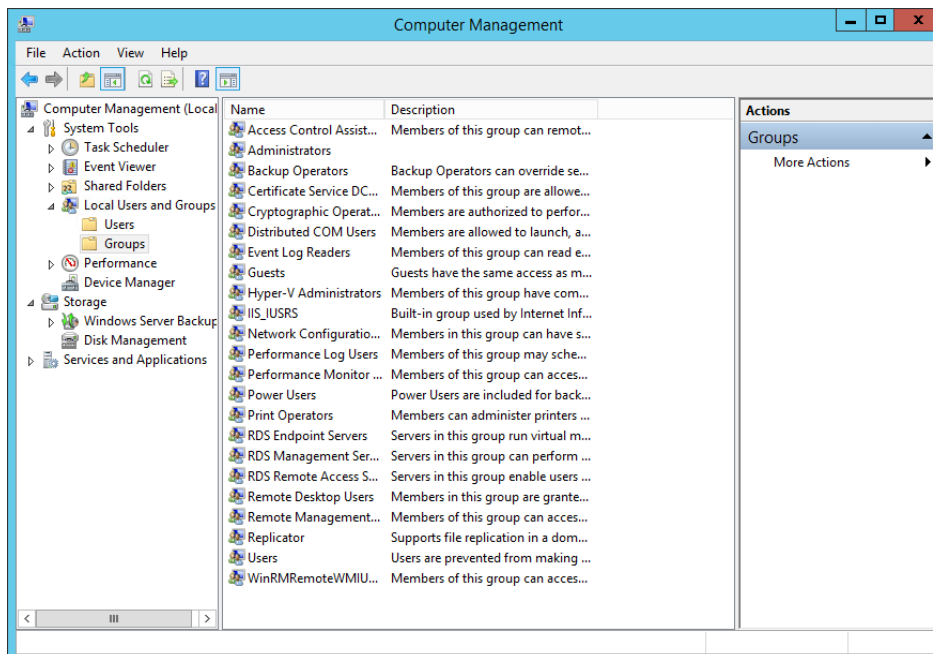 Computer Management
File Action View Help
Computer Management (Local
System Tools
Task Scheduler
Event Viewer
Shared Folders
Local Users and Groups
Users
Groups
Performance
Device Manager
Storage
Windows Server Backup
Disk Management
Services and Applications
Name Description
Access Control Assist... Members of this group can remot...
Administrators
Backup Operators Backup Operators can override se...
Certificate Service DC... Members of this group are allowe...
Cryptographic Operat... Members are authorized to perfor...
Distributed COM Users Members are allowed to launch, a...
Event Log Readers Members of this group can read e...
Guests Guests have the same access as m...
Hyper-V Administrators Members of this group have com...
IIS_IUSRS Built-in group used by Internet Inf...
Network Configuratio... Members in this group can have s...
Performance Log Users Members of this group may sche...
Performance Monitor ... Members of this group can acces...
Power Users Power Users are included for back...
Print Operators Members can administer printers ...
RDS Endpoint Servers Servers in this group run virtual m...
RDS Management Ser... Servers in this group can perform ...
RDS Remote Access S... Servers in this group enable users ...
Remote Desktop Users Members in this group are grante...
Remote Management... Members of this group can acces...
Replicator Supports file replication in a dom...
Users Users are prevented from making ...
WinRMRemoteWMIU... Members of this group can acces...
Actions
Groups
More Actions